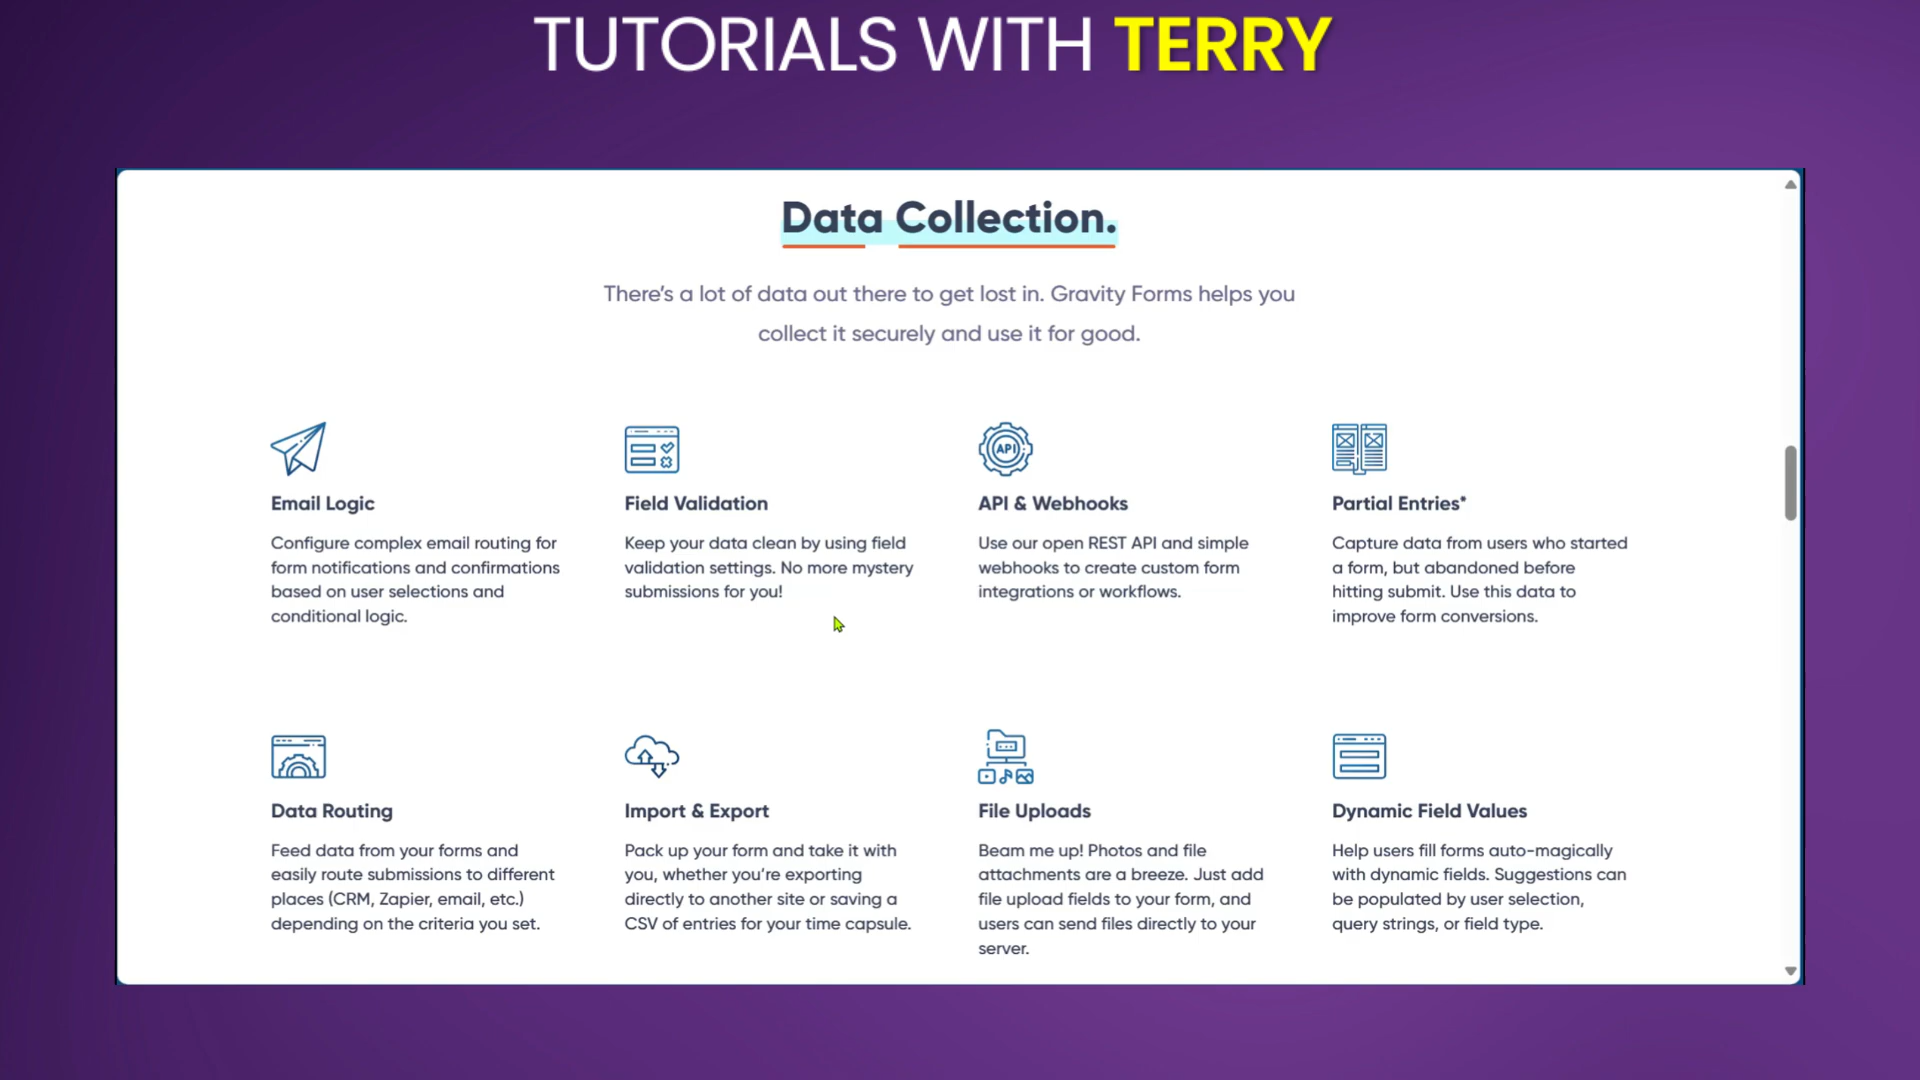 TUTORIALS WITH TERRY
Data Collection.
There's a lot of data out there to get lost in. Gravity Forms helps you
collect it securely and use it for good.
Email Logic
Configure complex email routing for
form notifications and confirmations
based on user selections and
conditional logic.
Field Validation
Keep your data clean by using field
validation settings. No more mystery
submissions for you!
API
API & Webhooks
Use our open REST API and simple
webhooks to create custom form
integrations or workflows.
Partial Entries*
Capture data from users who started
a form, but abandoned before
hitting submit. Use this data to
improve form conversions.
Data Routing
Feed data from your forms and
easily route submissions to different
places (CRM, Zapier, email, etc.)
depending on the criteria you set.
Import & Export
Pack up your form and take it with
you, whether you're exporting
directly to another site or saving a
CSV of entries for your time capsule.
File Uploads
Beam me up! Photos and file
attachments are a breeze. Just add
file upload fields to your form, and
users can send files directly to your
server.
Dynamic Field Values
Help users fill forms auto-magically
with dynamic fields. Suggestions can
be populated by user selection,
query strings, or field type.